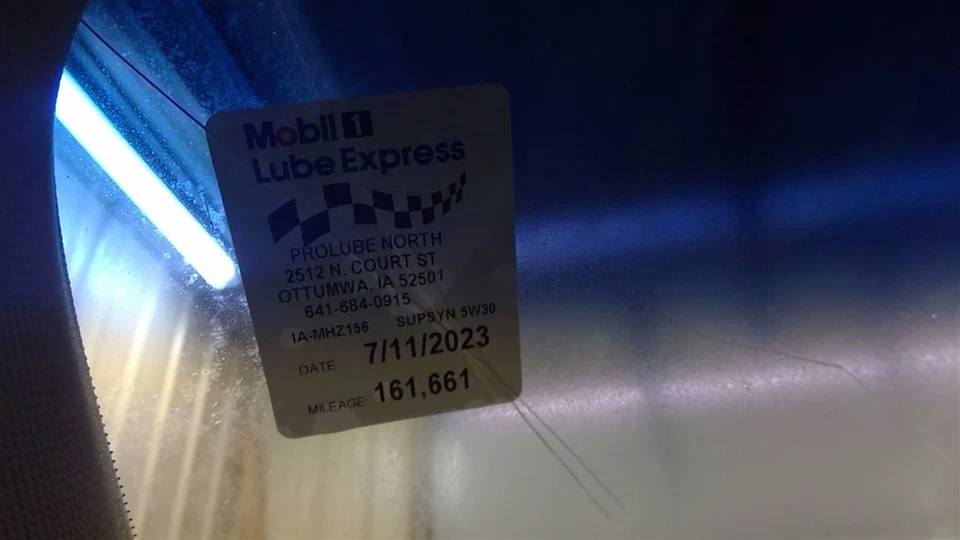 Mobil 1
Lube Express
PROLUBE NORTH
2512 N. COURT ST
OTTUMWA, IA 52501
641-684-0915
IA-MHZ156 SUPSYN 5W30
DATE 7/11/2023
MILEAGE 161,661